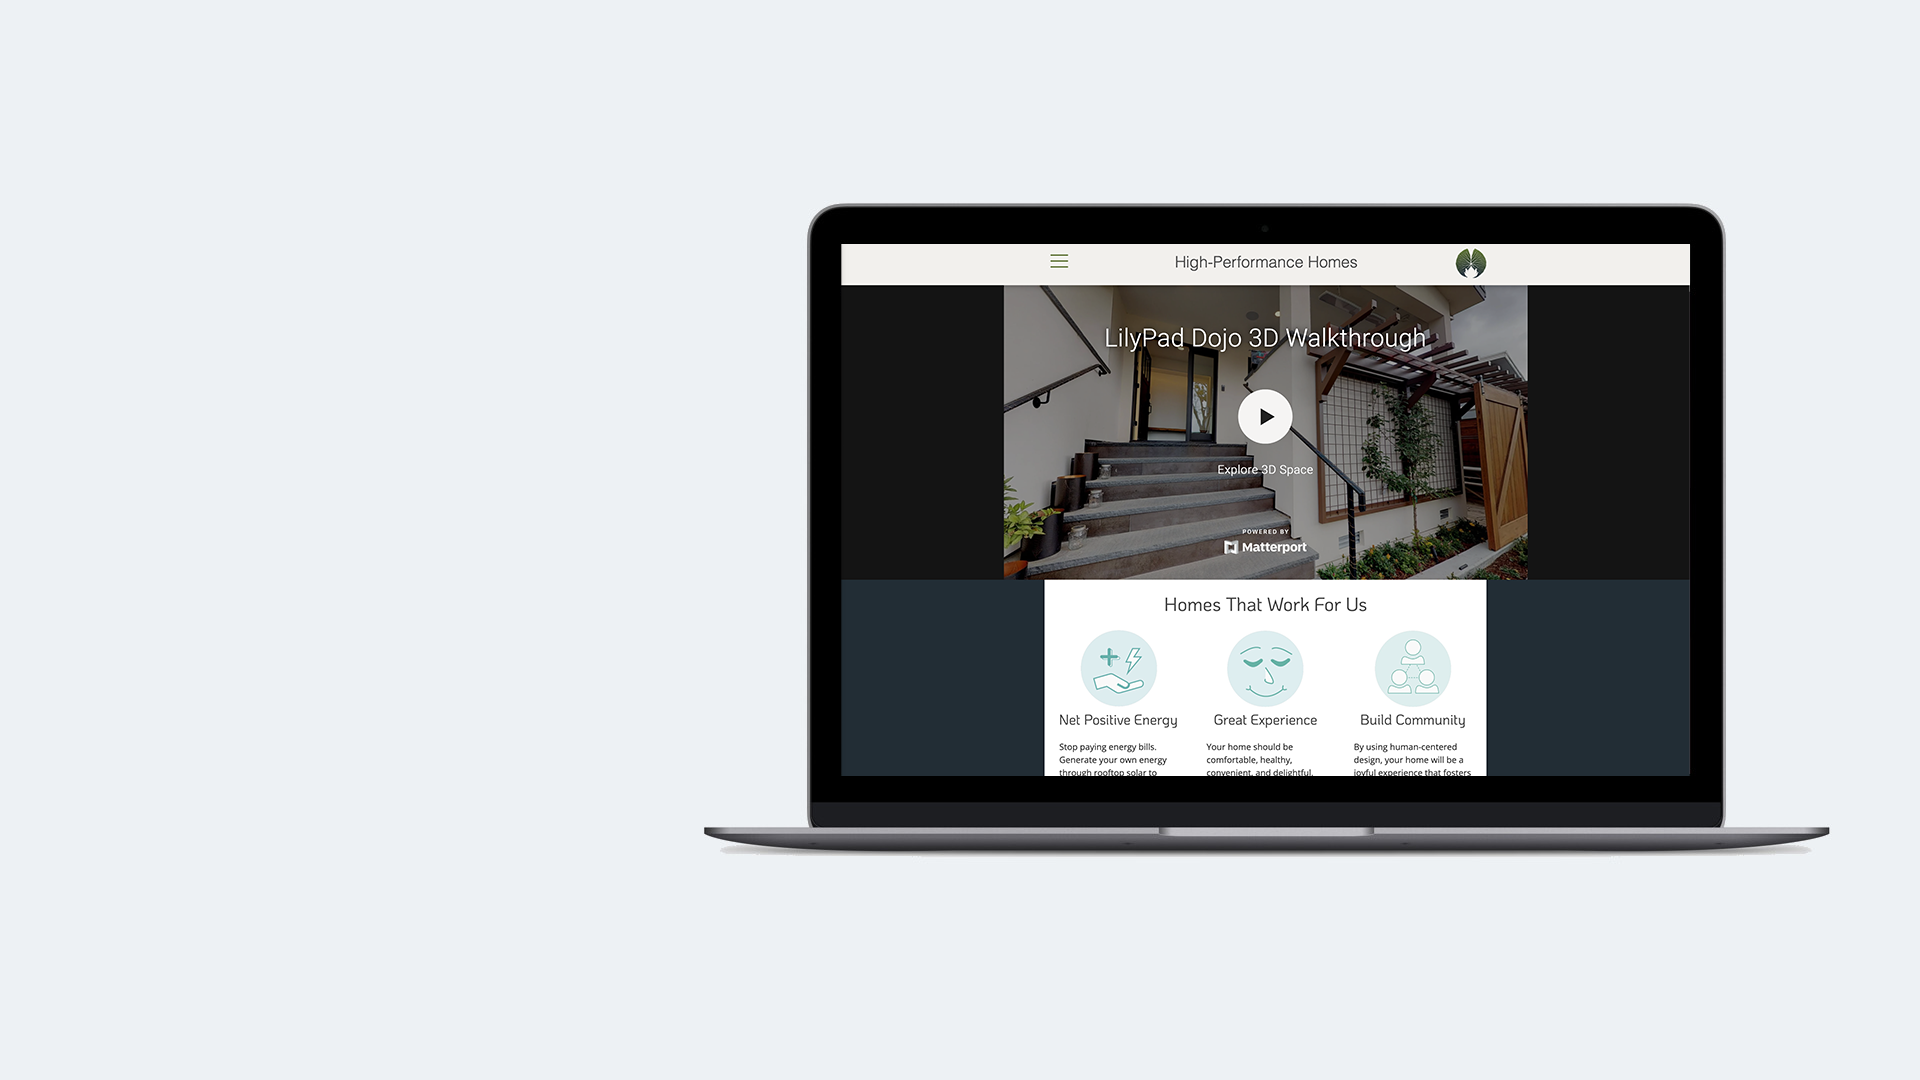 High-Performance Homes
LilyPad Dojo 3D Walkthrough
Explore 3D Space
POWERED BY
Matterport
Homes That Work For Us
Net Positive Energy
Stop paying energy bills.
Generate your own energy
through rooftop solar to
Great Experience
Your home should be
comfortable, healthy,
convenient, and delightful.
Build Community
By using human-centered
design, your home will be a
joyful experience that fosters